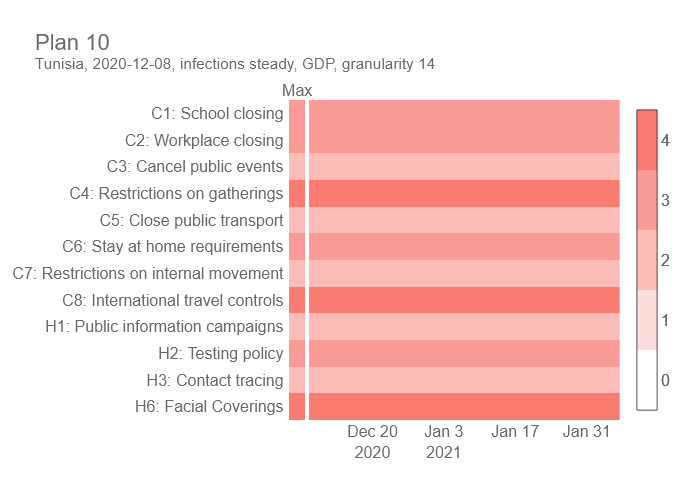 Plan 10
Tunisia, 2020-12-08, infections steady, GDP, granularity 14
Max
C1: School closing
C2: Workplace closing
C3: Cancel public events
C4: Restrictions on gatherings
C5: Close public transport
C6: Stay at home requirements
C7: Restrictions on internal movement
C8: International travel controls
H1: Public information campaigns
H2: Testing policy
H3: Contact tracing
H6: Facial Coverings
Dec 20 Jan 3 Jan 17 Jan 31
2020 2021
4
3
2
1
0